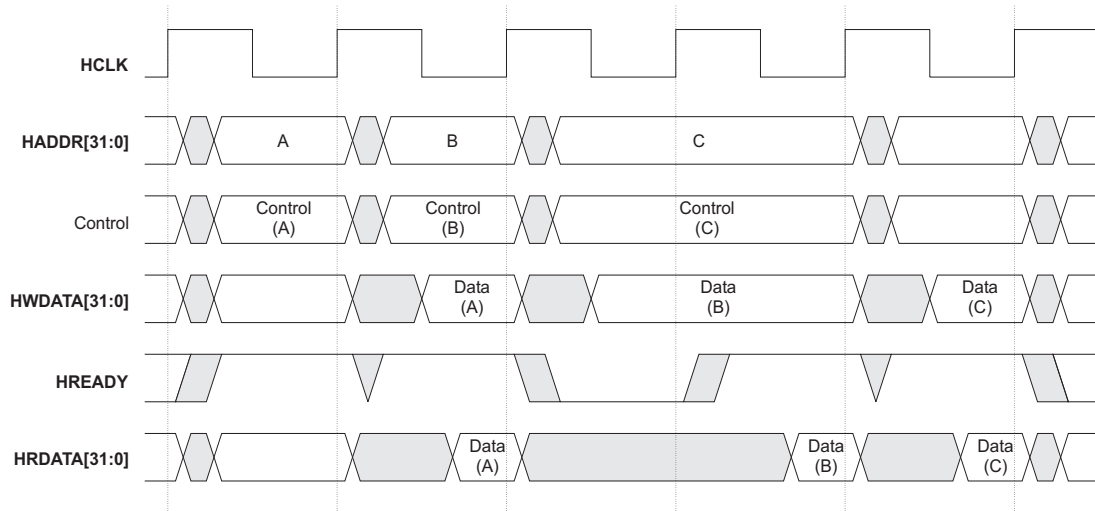 HCLK
HADDR[31:0]
A
B
C
Control
Control
(A)
Control
(B)
Control
(C)
HWDATA[31:0]
Data
(A)
Data
(B)
Data
(C)
HREADY
HRDATA[31:0]
Data
(A)
Data
(B)
Data
(C)